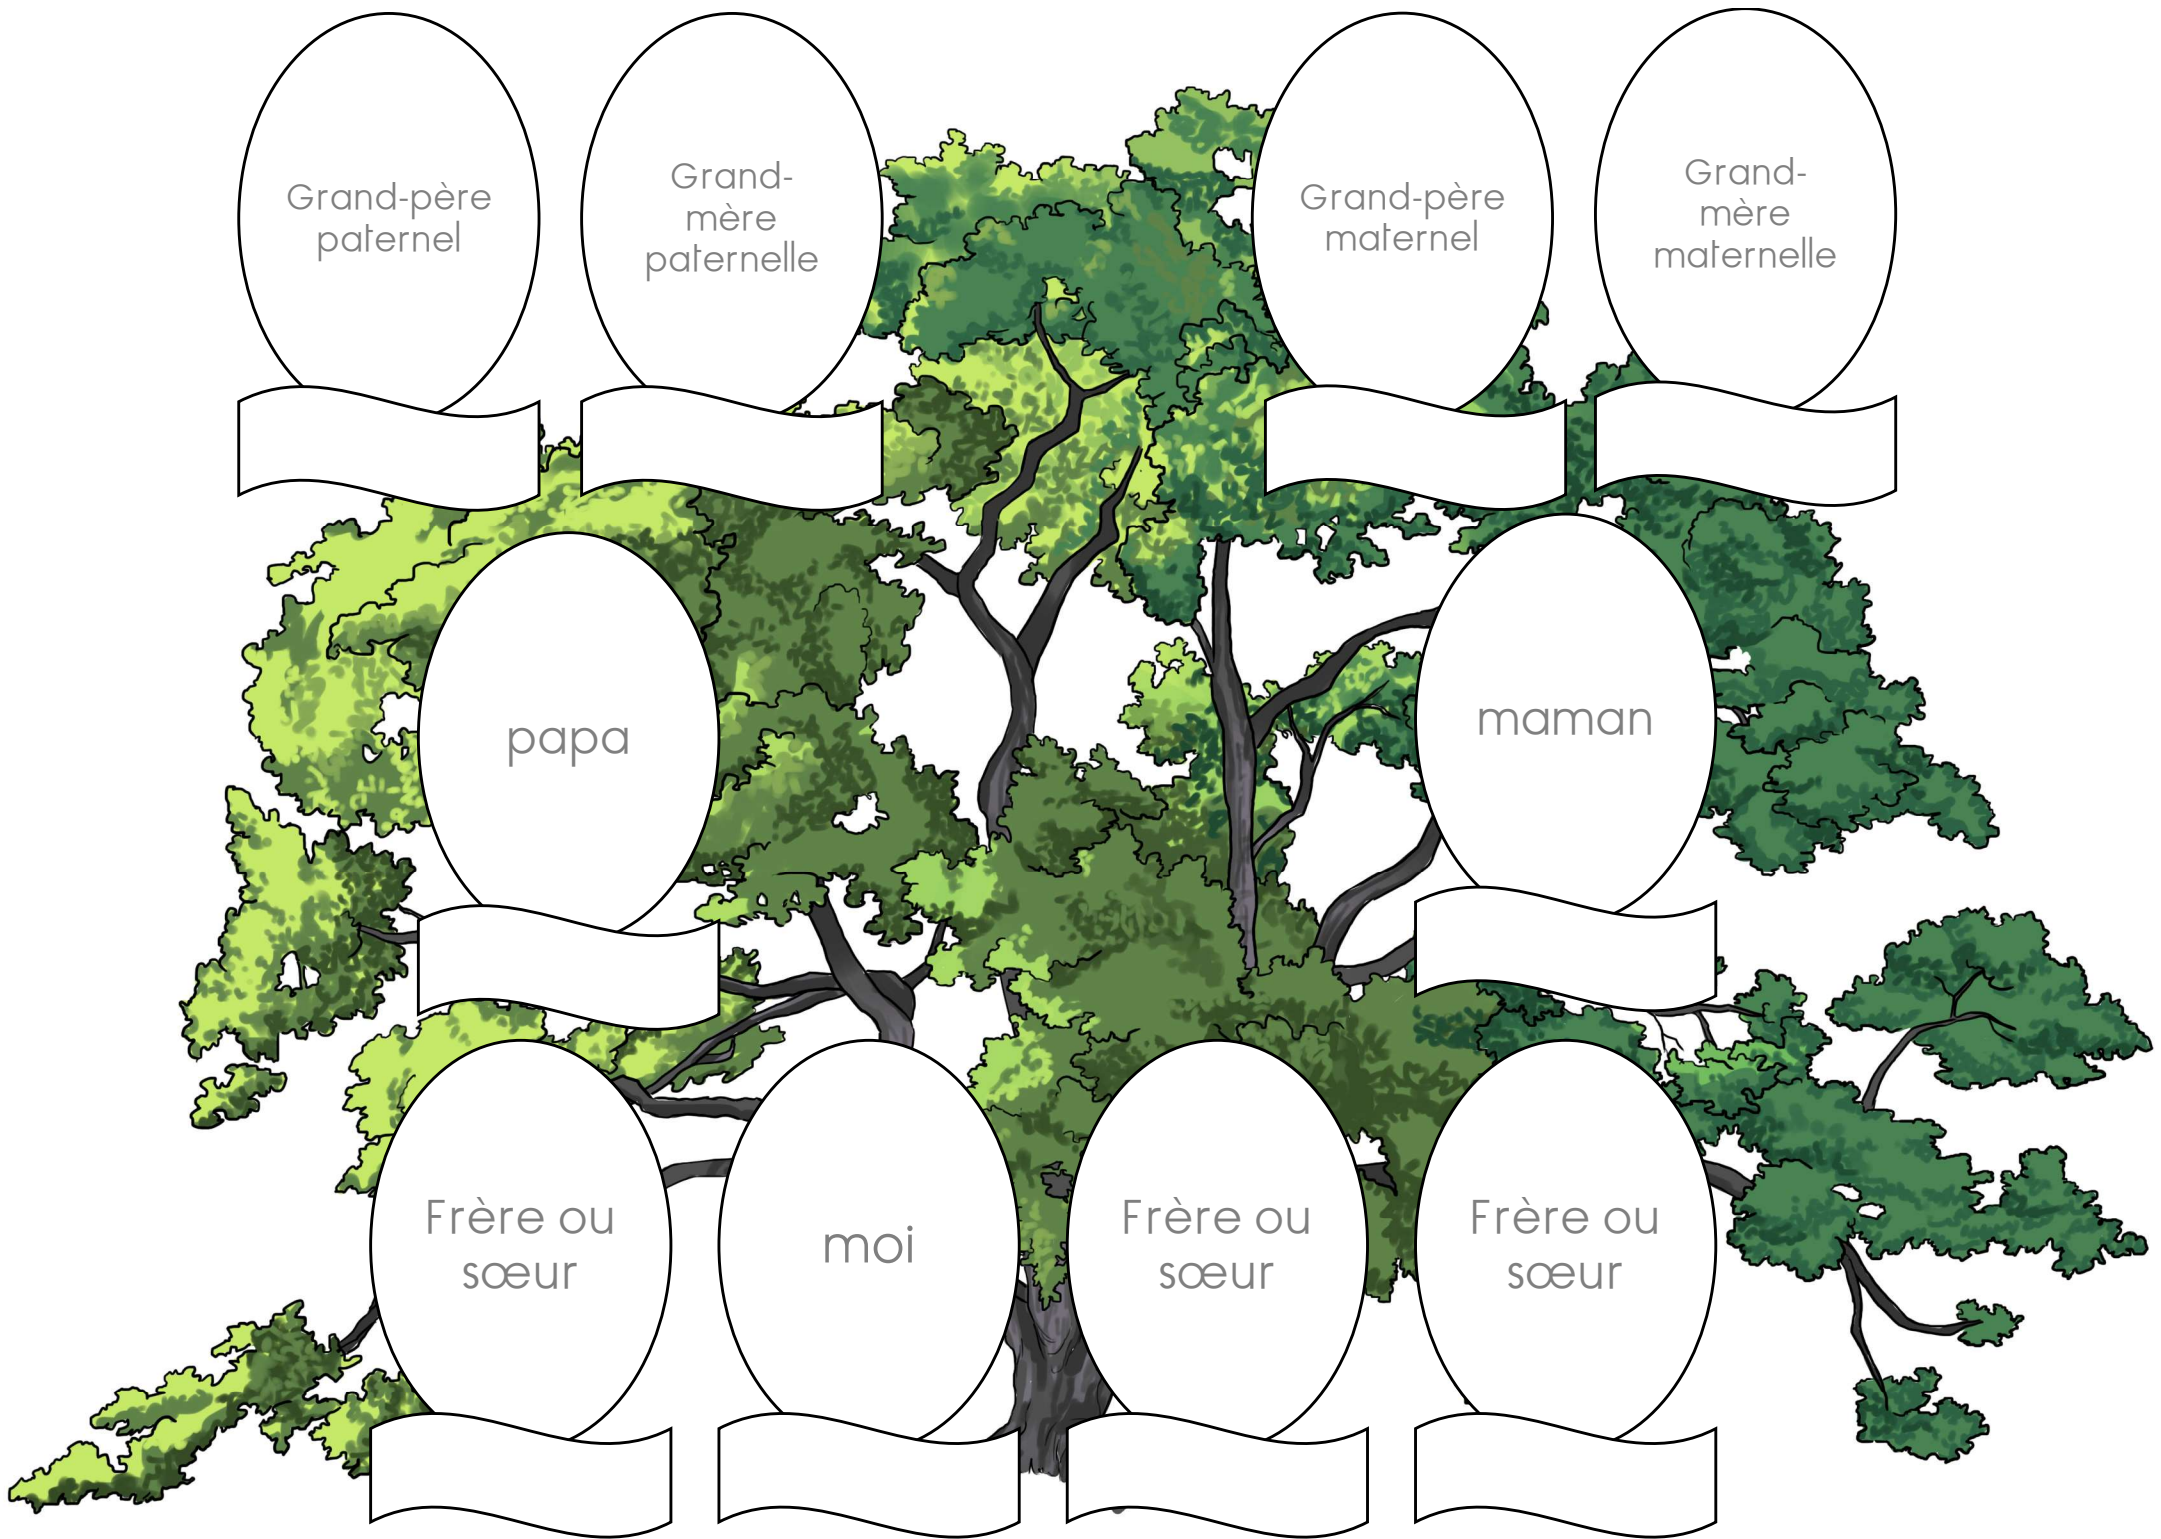 Grand-père
paternel
Grand-
mère
paternelle
Grand-père
maternel
Grand-
mère
maternelle
papa
maman
Frère ou
sœur
moi
Frère ou
sœur
Frère ou
sœur